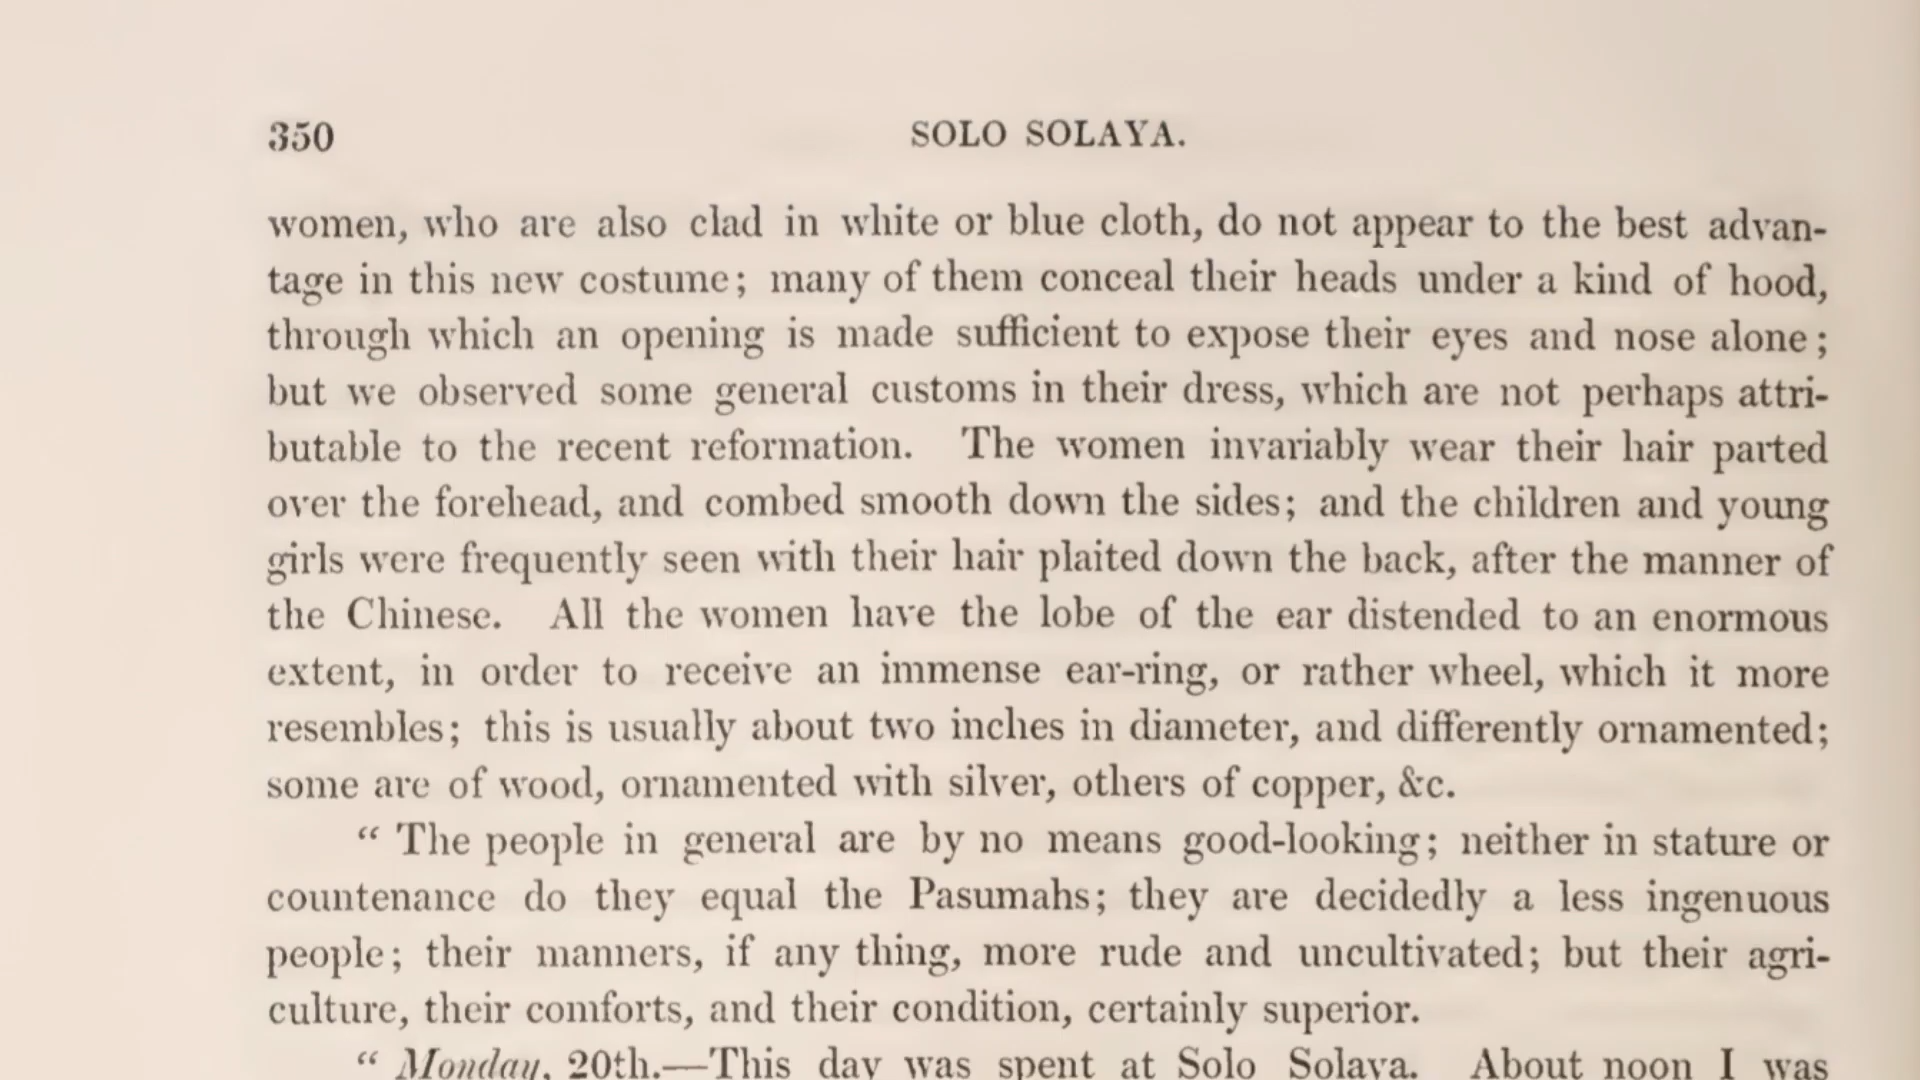 350
SOLO SOLAYA.
women, who are also clad in white or blue cloth, do not appear to the best advan-
tage in this new costume; many of them conceal their heads under a kind of hood,
through which an opening is made sufficient to expose their eyes and nose alone;
but we observed some general customs in their dress, which are not perhaps attri-
butable to the recent reformation. The women invariably wear their hair parted
over the forehead, and combed smooth down the sides; and the children and young
girls were frequently seen with their hair plaited down the back, after the manner of
the Chinese. All the women have the lobe of the ear distended to an enormous
extent, in order to receive an immense ear-ring, or rather wheel, which it more
resembles; this is usually about two inches in diameter, and differently ornamented;
some are of wood, ornamented with silver, others of copper, &c.
“ The people in general are by no means good-looking; neither in stature or
countenance do they equal the Pasumahs; they are decidedly a less ingenuous
people; their manners, if any thing, more rude and uncultivated; but their agri-
culture, their comforts, and their condition, certainly superior.
“ Monday, 20th.—This day was spent at Solo Solaya. About noon I was